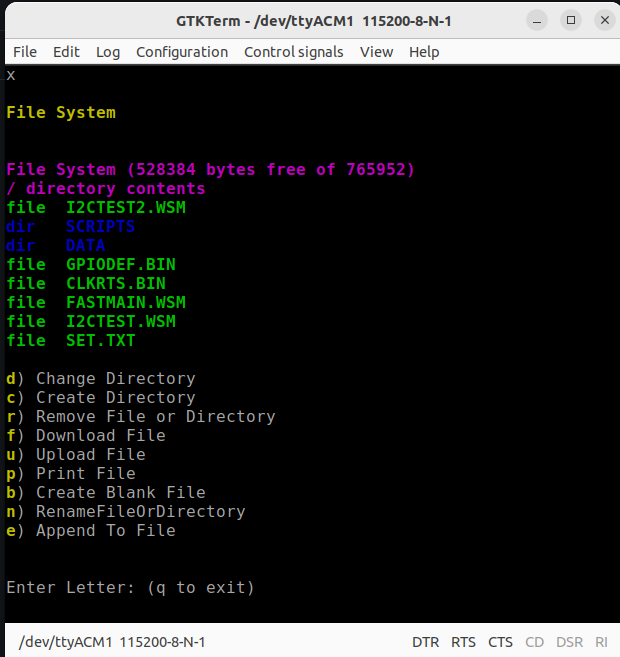 GTKTerm - /dev/ttyACM1 115200-8-N-1
File Edit Log Configuration Control signals View Help
x
File System
File System (528384 bytes free of 765952)
/ directory contents
file I2CTEST2.WSM
dir SCRIPTS
dir DATA
file GPIODEF.BIN
file CLKRTS.BIN
file FASTMAIN.WSM
file I2CTEST.WSM
file SET.TXT
d) Change Directory
c) Create Directory
r) Remove File or Directory
f) Download File
u) Upload File
p) Print File
b) Create Blank File
n) RenameFileOrDirectory
e) Append To File
Enter Letter: (q to exit)
/dev/ttyACM1 115200-8-N-1 DTR RTS CTS CD DSR RI